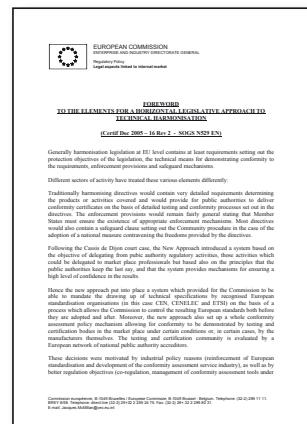 EUROPEAN COMMISSION
ENTERPRISE AND INDUSTRY DIRECTORATE GENERAL
Regulatory Policy
Legal aspects linked to internal market
FOREWORD
TO THE ELEMENTS FOR A HORIZONTAL LEGISLATIVE APPROACH TO
TECHNICAL HARMONISATION
(Certif Doc 2005 – 16 Rev 2 - SOGS N529 EN)
Generally harmonisation legislation at EU level contains at least requirements setting out the
protection objectives of the legislation, the technical means for demonstrating conformity to
the requirements, enforcement provisions and safeguard mechanisms.
Different sectors of activity have treated these various elements differently:
Traditionally harmonising directives would contain very detailed requirements determining
the products or activities covered and would provide for public authorities to deliver
conformity certificates on the basis of detailed testing and conformity processes set out in the
directives. The enforcement provisions would remain fairly general stating that Member
States must ensure the existence of appropriate enforcement mechanisms. Most directives
would also contain a safeguard clause setting out the Community procedure in the case of the
adoption of a national measure contravening the freedoms provided by the directives.
Following the Cassis de Dijon court case, the New Approach introduced a system based on
the objective of delegating from pubic authority regulatory activities, those activities which
could be delegated to market place professionals but based also on the principles that the
public authorities keep the last say, and that the system provides mechanisms for ensuring a
high level of confidence in the results.
Hence the new approach put into place a system which provided for the Commission to be
able to mandate the drawing up of technical specifications by recognised European
standardisation organisations (in this case CEN, CENELEC and ETSI) on the basis of a
process which allows the Commission to control the resulting European standards both before
they are adopted and after. Moreover, the new approach also set up a whole conformity
assessment policy mechanism allowing for conformity to be demonstrated by testing and
certification bodies in the market place under certain conditions or, in certain cases, by the
manufacturers themselves. The testing and certification community is evaluated by a
European network of national public authority accreditors.
These decisions were motivated by industrial policy reasons (reinforcement of European
standardisation and development of the conformity assessment service industry), as well as by
better regulation objectives (co-regulation, management of conformity assessment tools under
Commission européenne, B-1049 Bruxelles / Europese Commissie, B-1049 Brussel - Belgium. Telephone: (32-2) 299 11 11.